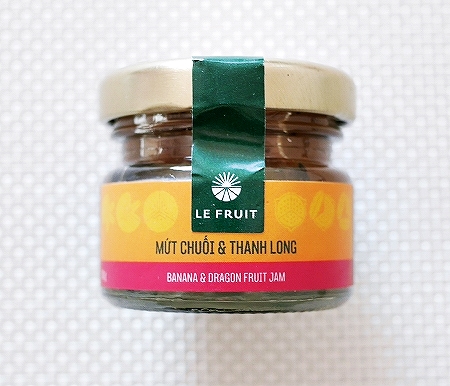 LE FRUIT
MỨT CHUỐI & THANH LONG
BANANA & DRAGON FRUIT JAM